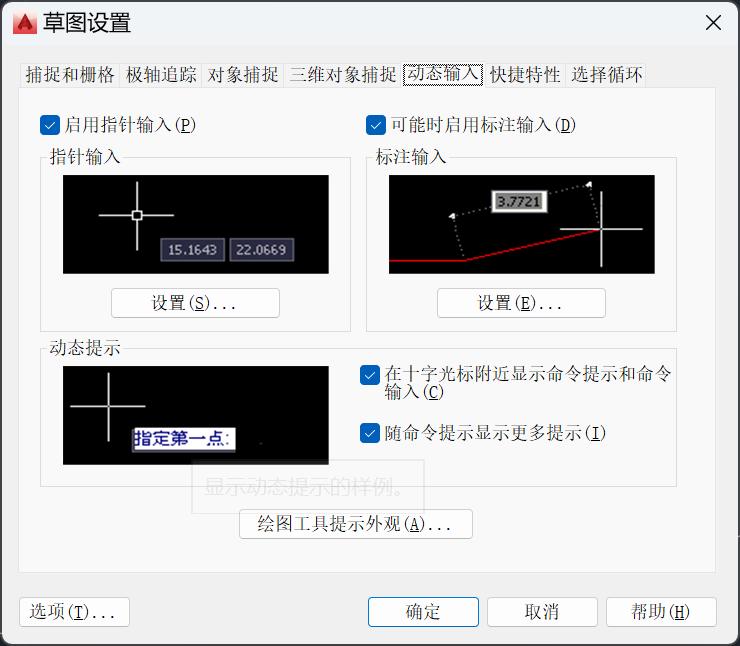 草图设置
捕捉和栅格 极轴追踪 对象捕捉 三维对象捕捉 动态输入 快捷特性 选择循环
启用指针输入(P)
可能时启用标注输入(D)
指针输入
15.1643 22.0669
设置(S)...
标注输入
3.7721
设置(E)...
动态提示
指定第一点:
在十字光标附近显示命令提示和命令
输入(C)
随命令提示显示更多提示(I)
显示动态提示的样例。
绘图工具提示外观(A)...
选项(T)...
确定
取消
帮助(H)